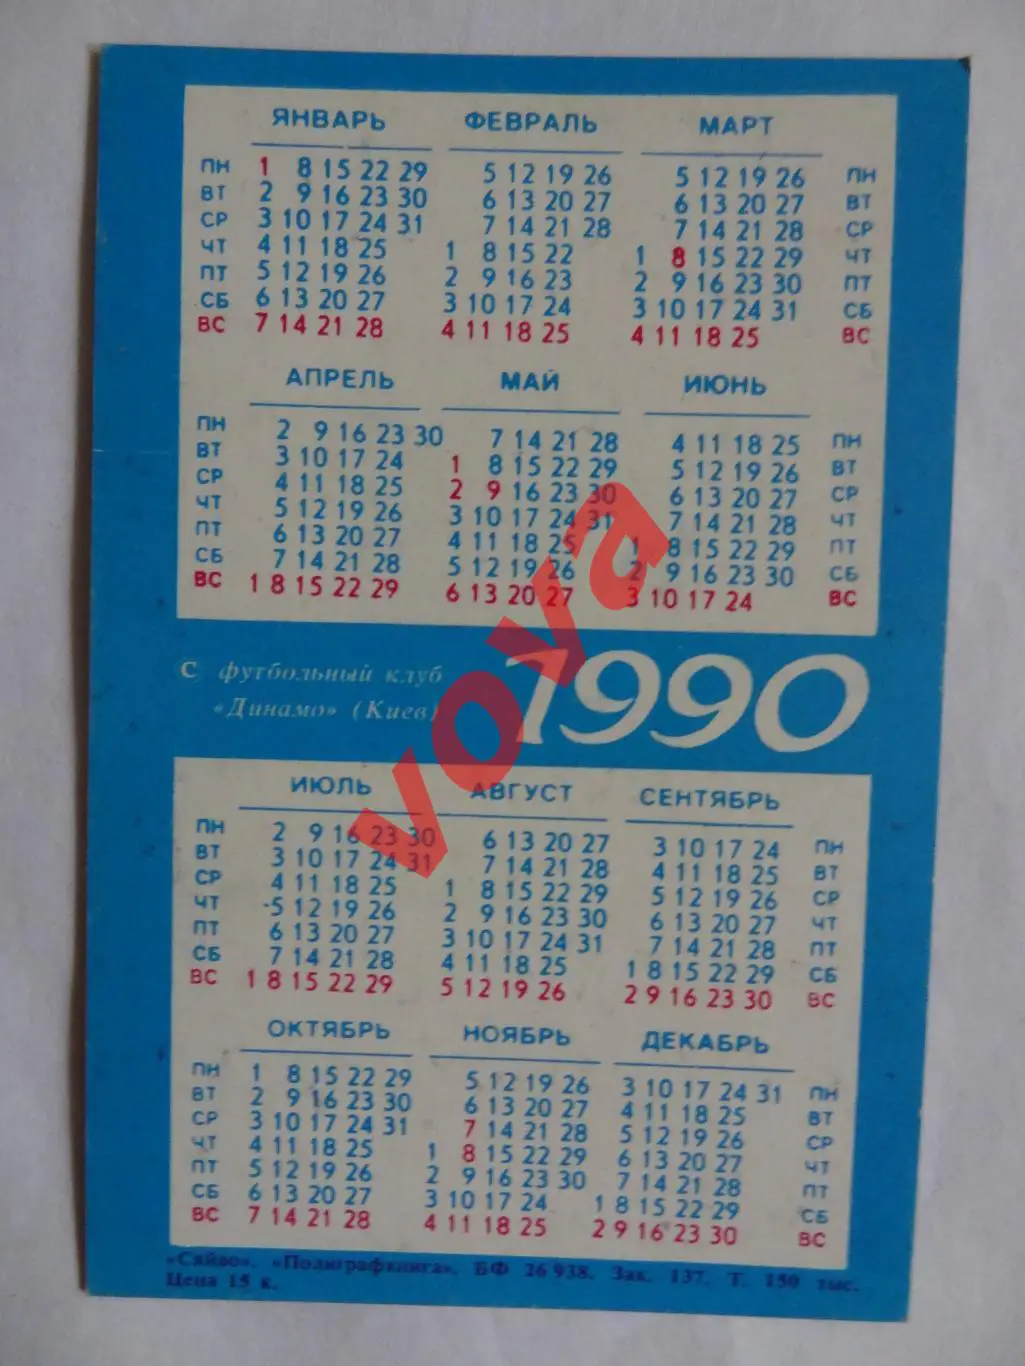 ЯНВАРЬ ФЕВРАЛЬ МАРТ
ПН 1 8 15 22 29 5 12 19 26 5 12 19 26 ПН
ВТ 2 9 16 23 30 6 13 20 27 6 13 20 27 ВТ
СР 3 10 17 24 31 7 14 21 28 7 14 21 28 СР
ЧТ 4 11 18 25 1 8 15 22 1 8 15 22 29 ЧТ
ПТ 5 12 19 26 2 9 16 23 2 9 16 23 30 ПТ
СБ 6 13 20 27 3 10 17 24 3 10 17 24 31 СБ
ВС 7 14 21 28 4 11 18 25 4 11 18 25 ВС
АПРЕЛЬ МАЙ ИЮНЬ
ПН 2 9 16 23 30 7 14 21 28 4 11 18 25 ПН
ВТ 3 10 17 24 1 8 15 22 29 5 12 19 26 ВТ
СР 4 11 18 25 2 9 16 23 30 6 13 20 27 СР
ЧТ 5 12 19 26 3 10 17 24 31 7 14 21 28 ЧТ
ПТ 6 13 20 27 4 11 18 25 1 8 15 22 29 ПТ
СБ 7 14 21 28 5 12 19 26 2 9 16 23 30 СБ
ВС 1 8 15 22 29 6 13 20 27 3 10 17 24 ВС
С футбольный клуб
«Динамо» (Киев)
1990
vova
ИЮЛЬ АВГУСТ СЕНТЯБРЬ
ПН 2 9 16 23 30 6 13 20 27 3 10 17 24 ПН
ВТ 3 10 17 24 31 7 14 21 28 4 11 18 25 ВТ
СР 4 11 18 25 1 8 15 22 29 5 12 19 26 СР
ЧТ 5 12 19 26 2 9 16 23 30 6 13 20 27 ЧТ
ПТ 6 13 20 27 3 10 17 24 31 7 14 21 28 ПТ
СБ 7 14 21 28 4 11 18 25 1 8 15 22 29 СБ
ВС 1 8 15 22 29 5 12 19 26 2 9 16 23 30 ВС
ОКТЯБРЬ НОЯБРЬ ДЕКАБРЬ
ПН 1 8 15 22 29 5 12 19 26 3 10 17 24 31 ПН
ВТ 2 9 16 23 30 6 13 20 27 4 11 18 25 ВТ
СР 3 10 17 24 31 7 14 21 28 5 12 19 26 СР
ЧТ 4 11 18 25 1 8 15 22 29 6 13 20 27 ЧТ
ПТ 5 12 19 26 2 9 16 23 30 7 14 21 28 ПТ
СБ 6 13 20 27 3 10 17 24 1 8 15 22 29 СБ
ВС 7 14 21 28 4 11 18 25 2 9 16 23 30 ВС
«Сяйво». «Полиграфкнига». БФ 26 938. Зак. 137. Т. 150 тыс.
Цена 15 к.